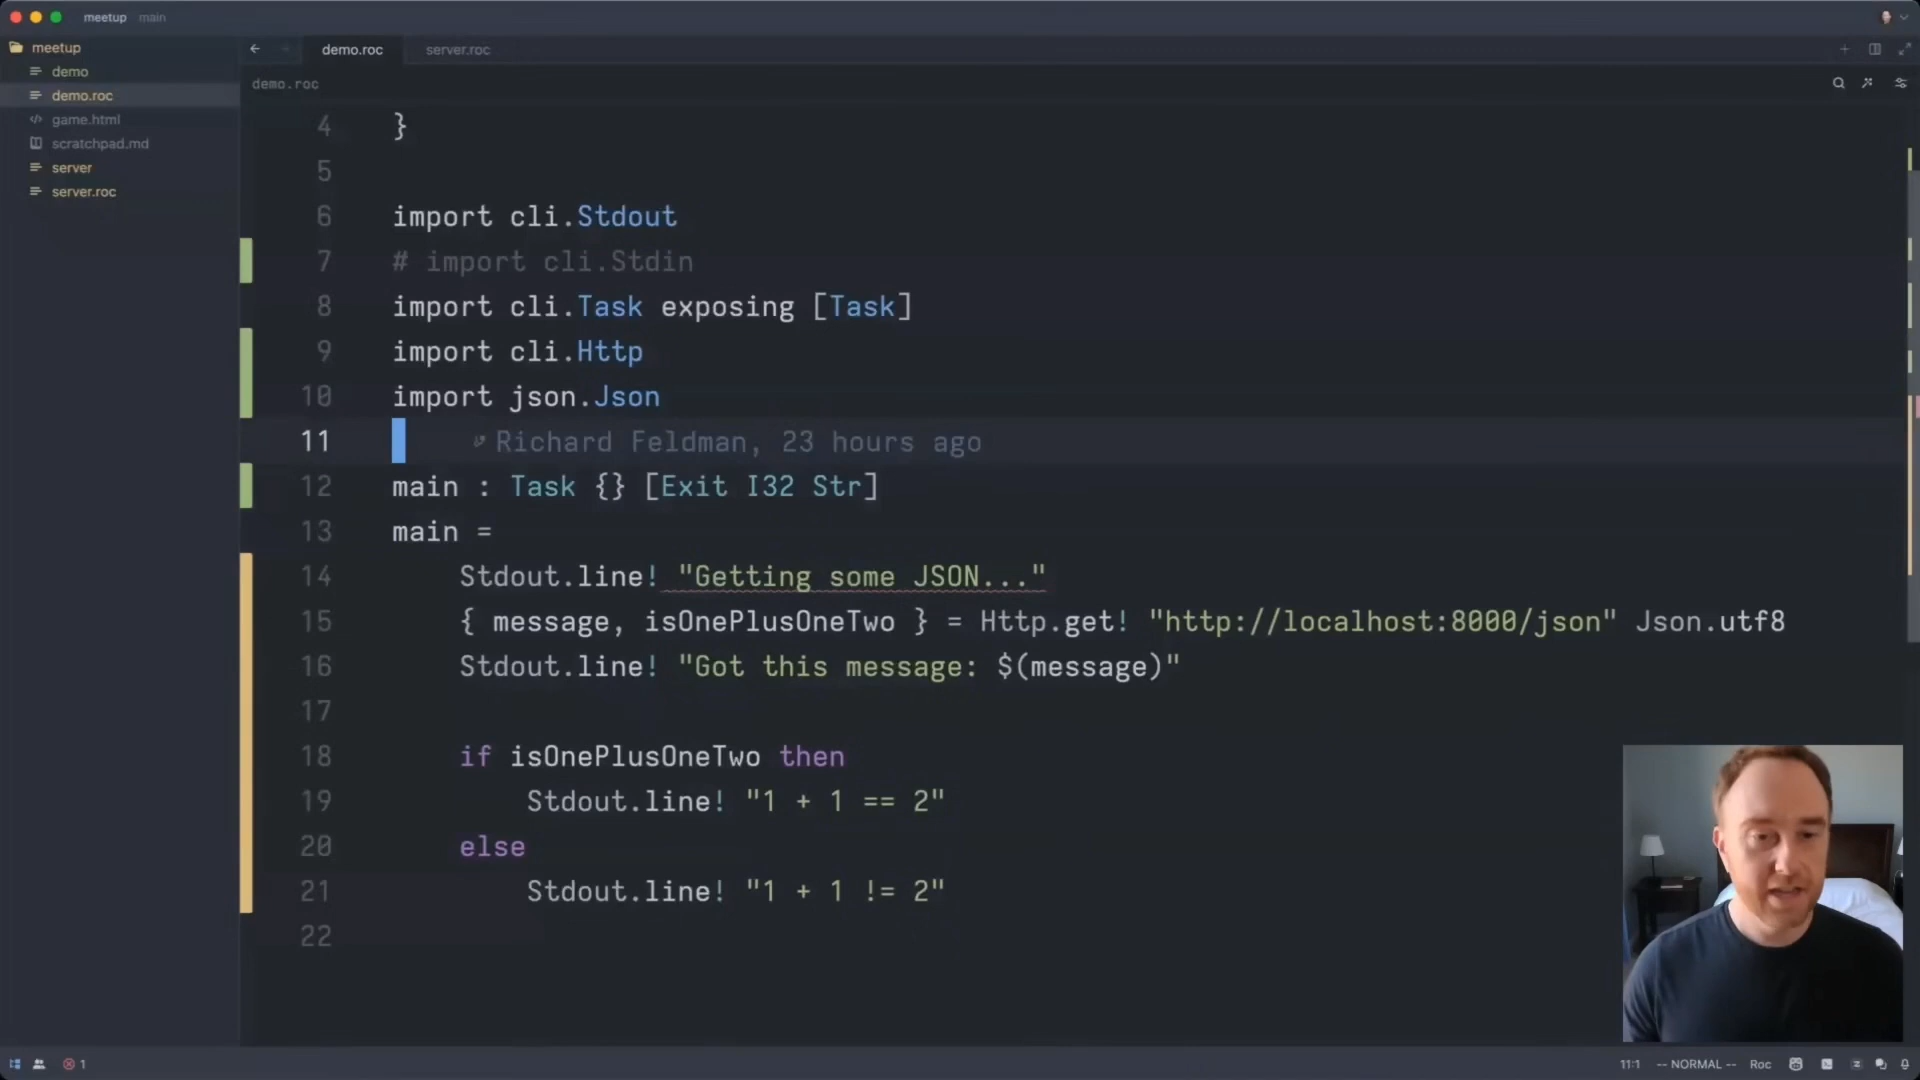 meetup main
meetup
demo
demo.roc
game.html
scratchpad.md
server
server.roc
demo.roc server.roc
demo.roc
4 }
5
6 import cli.Stdout
7 # import cli.Stdin
8 import cli.Task exposing [Task]
9 import cli.Http
10 import json.Json
11 Richard Feldman, 23 hours ago
12 main : Task {} [Exit I32 Str]
13 main =
14 Stdout.line! "Getting some JSON..."
15 { message, isOnePlusOneTwo } = Http.get! "http://localhost:8000/json" Json.utf8
16 Stdout.line! "Got this message: $(message)"
17
18 if isOnePlusOneTwo then
19 Stdout.line! "1 + 1 == 2"
20 else
21 Stdout.line! "1 + 1 != 2"
22
1 11:1 -- NORMAL -- Roc